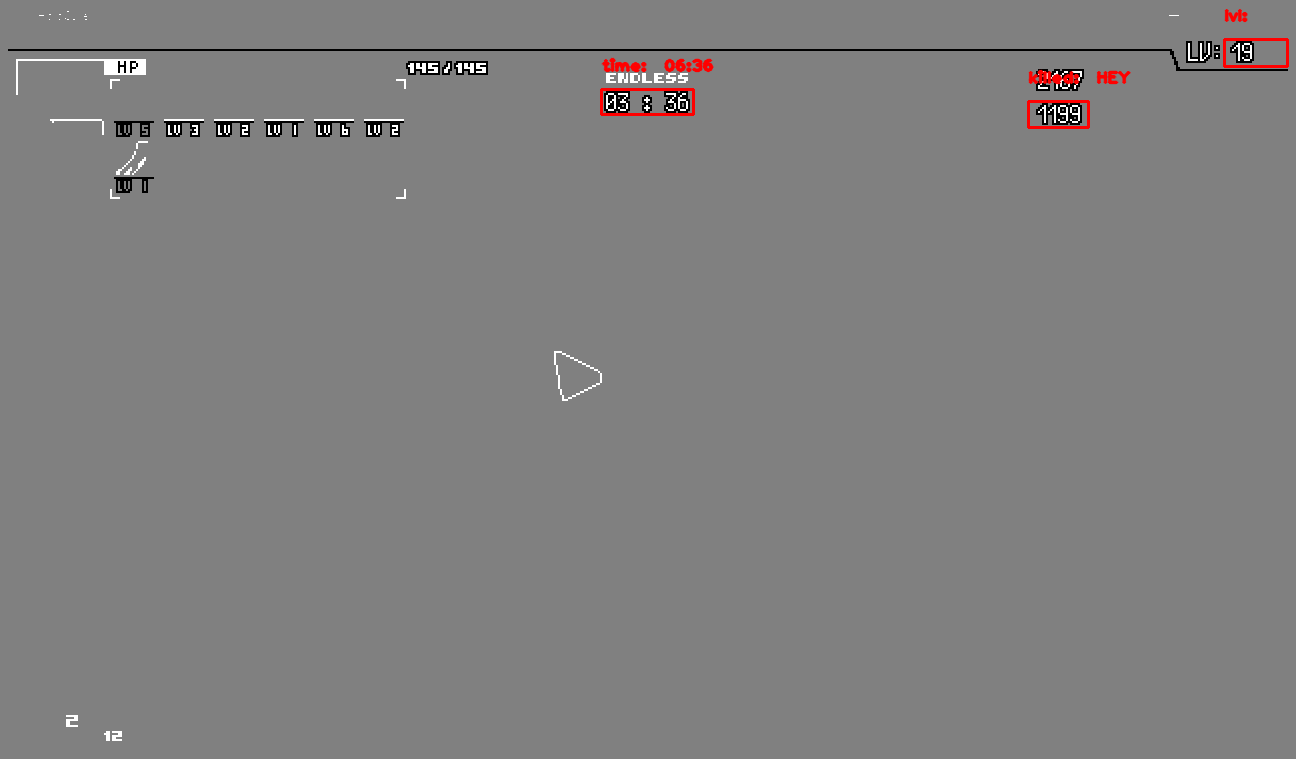 lvl:
LV: 19
HP 145/145
time: 06:36
ENDLESS
killed: HEY
03 : 36
1199
LV 5 LV 3 LV 2 LV 1 LV 6 LV 2
LV 1
2
12